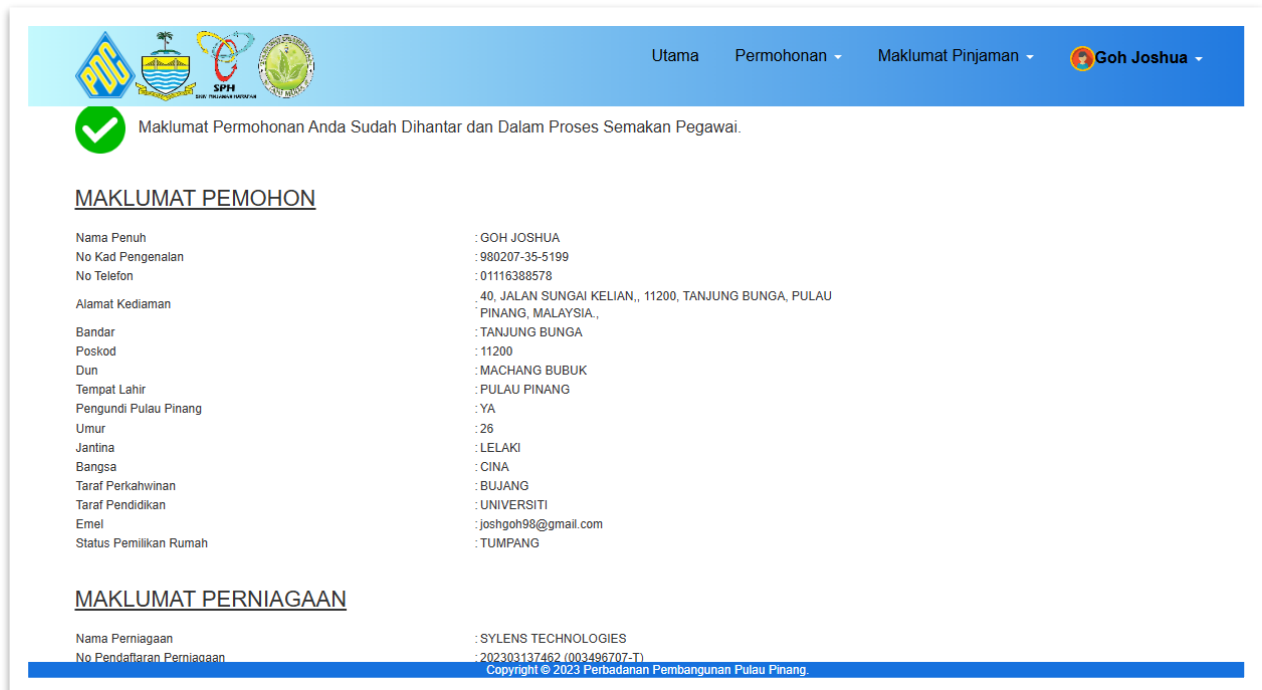 PDC
SPH
Utama Permohonan Maklumat Pinjaman Goh Joshua
Maklumat Permohonan Anda Sudah Dihantar dan Dalam Proses Semakan Pegawai.
MAKLUMAT PEMOHON
Nama Penuh : GOH JOSHUA
No Kad Pengenalan : 980207-35-5199
No Telefon : 01116388578
Alamat Kediaman : 40, JALAN SUNGAI KELIAN,, 11200, TANJUNG BUNGA, PULAU
PINANG, MALAYSIA.,
Bandar : TANJUNG BUNGA
Poskod : 11200
Dun : MACHANG BUBUK
Tempat Lahir : PULAU PINANG
Pengundi Pulau Pinang : YA
Umur : 26
Jantina : LELAKI
Bangsa : CINA
Taraf Perkahwinan : BUJANG
Taraf Pendidikan : UNIVERSITI
Emel : joshgoh98@gmail.com
Status Pemilikan Rumah : TUMPANG
MAKLUMAT PERNIAGAAN
Nama Perniagaan : SYLENS TECHNOLOGIES
No Pendaftaran Perniagaan : 202303137462 (003496707-T)
Copyright © 2023 Perbadanan Pembangunan Pulau Pinang.